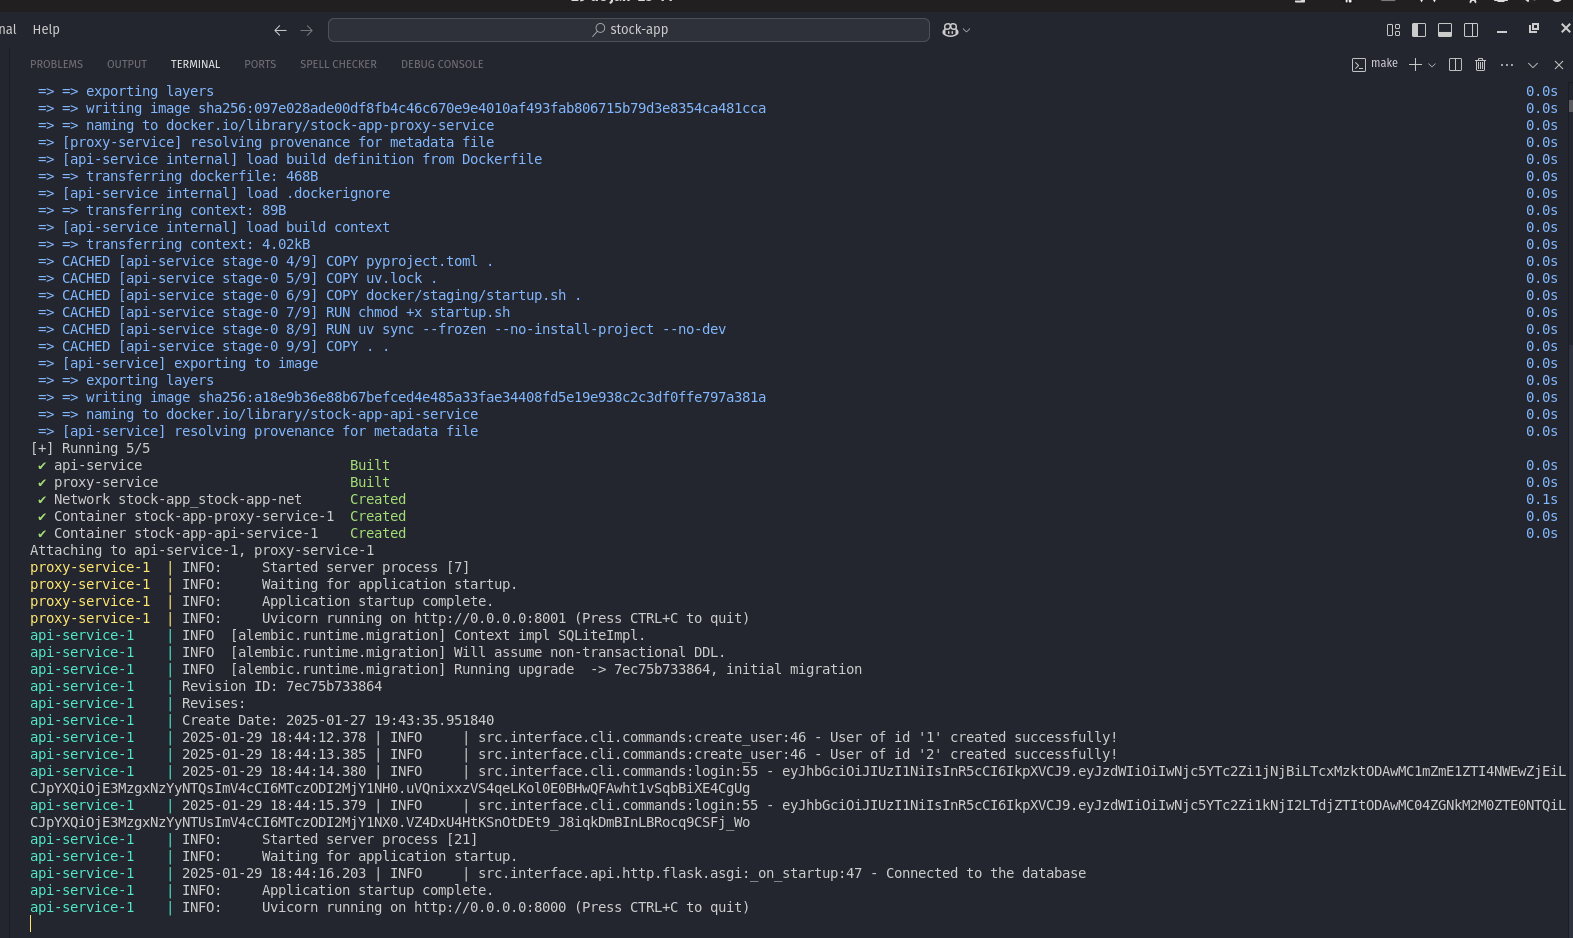 Help
stock-app
PROBLEMS OUTPUT TERMINAL PORTS SPELL CHECKER DEBUG CONSOLE make
=> => exporting layers 0.0s
=> => writing image sha256:097e028ade00df8fb4c46c670e9e4010af493fab806715b79d3e8354ca481cca 0.0s
=> => naming to docker.io/library/stock-app-proxy-service 0.0s
=> [proxy-service] resolving provenance for metadata file 0.0s
=> [api-service internal] load build definition from Dockerfile 0.0s
=> => transferring dockerfile: 468B 0.0s
=> [api-service internal] load .dockerignore 0.0s
=> => transferring context: 89B 0.0s
=> [api-service internal] load build context 0.0s
=> => transferring context: 4.02kB 0.0s
=> CACHED [api-service stage-0 4/9] COPY pyproject.toml . 0.0s
=> CACHED [api-service stage-0 5/9] COPY uv.lock . 0.0s
=> CACHED [api-service stage-0 6/9] COPY docker/staging/startup.sh . 0.0s
=> CACHED [api-service stage-0 7/9] RUN chmod +x startup.sh 0.0s
=> CACHED [api-service stage-0 8/9] RUN uv sync --frozen --no-install-project --no-dev 0.0s
=> CACHED [api-service stage-0 9/9] COPY . . 0.0s
=> [api-service] exporting to image 0.0s
=> => exporting layers 0.0s
=> => writing image sha256:a18e9b36e88b67befced4e485a33fae34408fd5e19e938c2c3df0ffe797a381a 0.0s
=> => naming to docker.io/library/stock-app-api-service 0.0s
=> [api-service] resolving provenance for metadata file 0.0s
[+] Running 5/5
✔ api-service Built 0.0s
✔ proxy-service Built 0.0s
✔ Network stock-app_stock-app-net Created 0.1s
✔ Container stock-app-proxy-service-1 Created 0.0s
✔ Container stock-app-api-service-1 Created 0.0s
Attaching to api-service-1, proxy-service-1
proxy-service-1 | INFO: Started server process [7]
proxy-service-1 | INFO: Waiting for application startup.
proxy-service-1 | INFO: Application startup complete.
proxy-service-1 | INFO: Uvicorn running on http://0.0.0.0:8001 (Press CTRL+C to quit)
api-service-1 | INFO [alembic.runtime.migration] Context impl SQLiteImpl.
api-service-1 | INFO [alembic.runtime.migration] Will assume non-transactional DDL.
api-service-1 | INFO [alembic.runtime.migration] Running upgrade -> 7ec75b733864, initial migration
api-service-1 | Revision ID: 7ec75b733864
api-service-1 | Revises:
api-service-1 | Create Date: 2025-01-27 19:43:35.951840
api-service-1 | 2025-01-29 18:44:12.378 | INFO | src.interface.cli.commands:create_user:46 - User of id '1' created successfully!
api-service-1 | 2025-01-29 18:44:13.385 | INFO | src.interface.cli.commands:create_user:46 - User of id '2' created successfully!
api-service-1 | 2025-01-29 18:44:14.380 | INFO | src.interface.cli.commands:login:55 - eyJhbGciOiJIUzI1NiIsInR5cCI6IkpXVCJ9.eyJzdWIiOiIwNjc5YTc2Zi1jNjBiLTcxMzktODAwMC1mZmE1ZTI4NWEwZjEiL
CJpYXQiOjE3MzgxNzYyNTQsImV4cCI6MTczODI2MjY1NH0.uVQnixxzVS4qeLKol0E0BHwQFAwht1vSqbBiXE4CgUg
api-service-1 | 2025-01-29 18:44:15.379 | INFO | src.interface.cli.commands:login:55 - eyJhbGciOiJIUzI1NiIsInR5cCI6IkpXVCJ9.eyJzdWIiOiIwNjc5YTc2Zi1kNjI2LTdjZTItODAwMC04ZGNkM2M0ZTE0NTQiL
CJpYXQiOjE3MzgxNzYyNTUsImV4cCI6MTczODI2MjY1NX0.VZ4DxU4HtKSnOtDEt9_J8iqkDmBInLBRocq9CSFj_Wo
api-service-1 | INFO: Started server process [21]
api-service-1 | INFO: Waiting for application startup.
api-service-1 | 2025-01-29 18:44:16.203 | INFO | src.interface.api.http.flask.asgi:_on_startup:47 - Connected to the database
api-service-1 | INFO: Application startup complete.
api-service-1 | INFO: Uvicorn running on http://0.0.0.0:8000 (Press CTRL+C to quit)